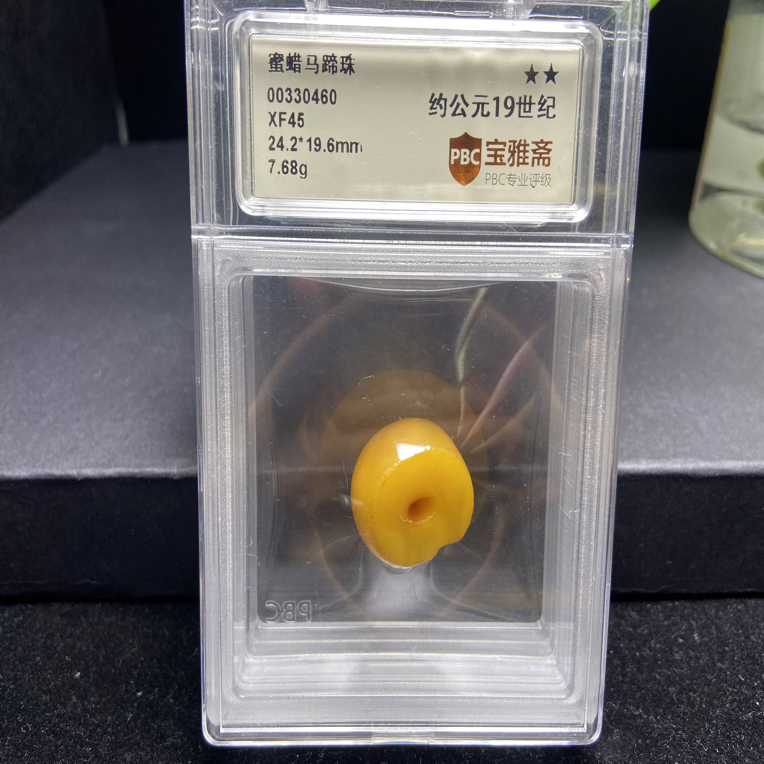 蜜蜡马蹄珠
★★
00330460
约公元19世纪
XF45
24.2*19.6mm
PBC 宝雅斋
7.68g
PBC专业评级
PBC